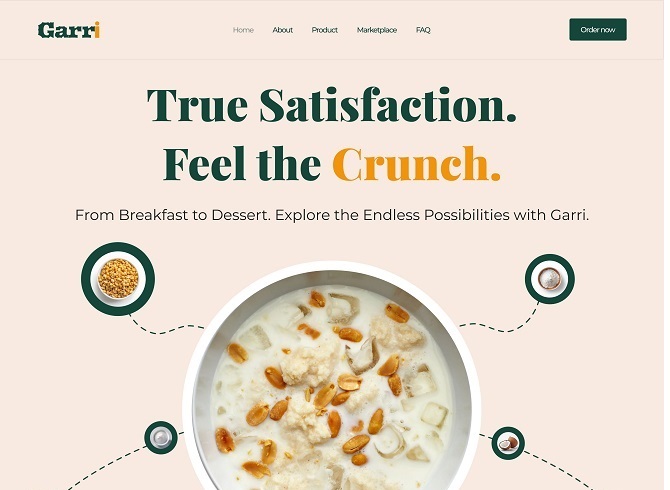 Garri
Home About Product Marketplace FAQ
Order now
True Satisfaction.
Feel the Crunch.
From Breakfast to Dessert. Explore the Endless Possibilities with Garri.